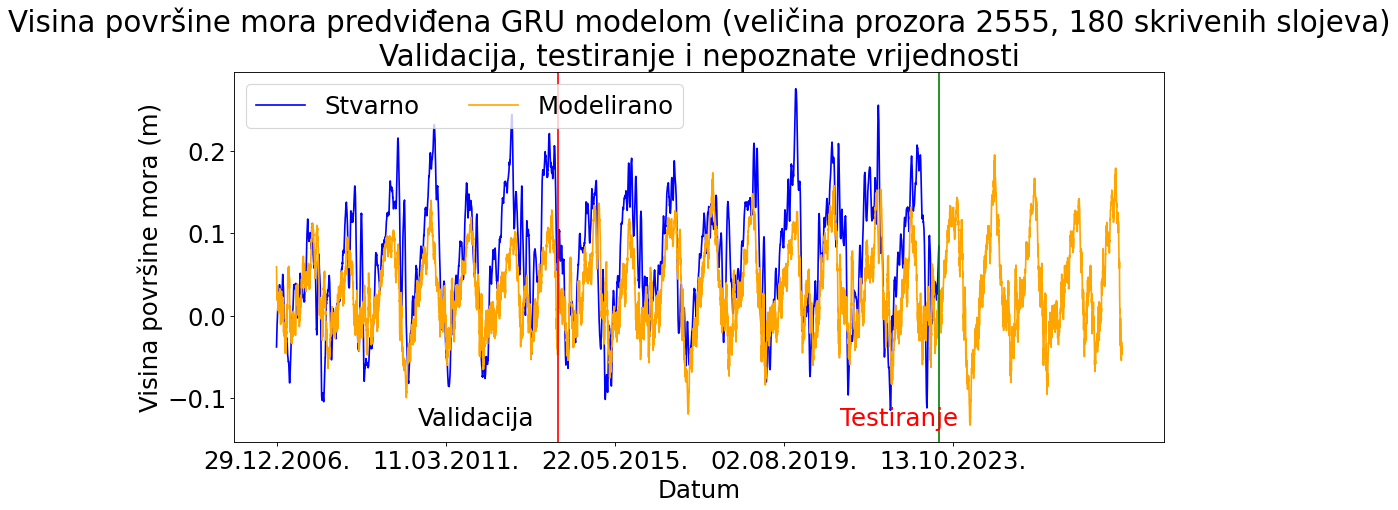 Visina površine mora predviđena GRU modelom (veličina prozora 2555, 180 skrivenih slojeva)
Validacija, testiranje i nepoznate vrijednosti
Stvarno
Modelirano
Visina površine mora (m)
0.2
0.1
0.0
−0.1
Validacija
Testiranje
29.12.2006.
11.03.2011.
22.05.2015.
02.08.2019.
13.10.2023.
Datum